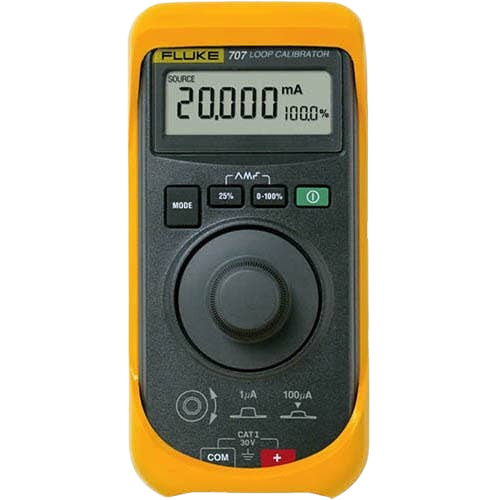 FLUKE 707 LOOP CALIBRATOR
SOURCE
20.000 mA
100.0 %
MODE
25%
0-100%
1µA 100µA
CAT I
30V
COM +